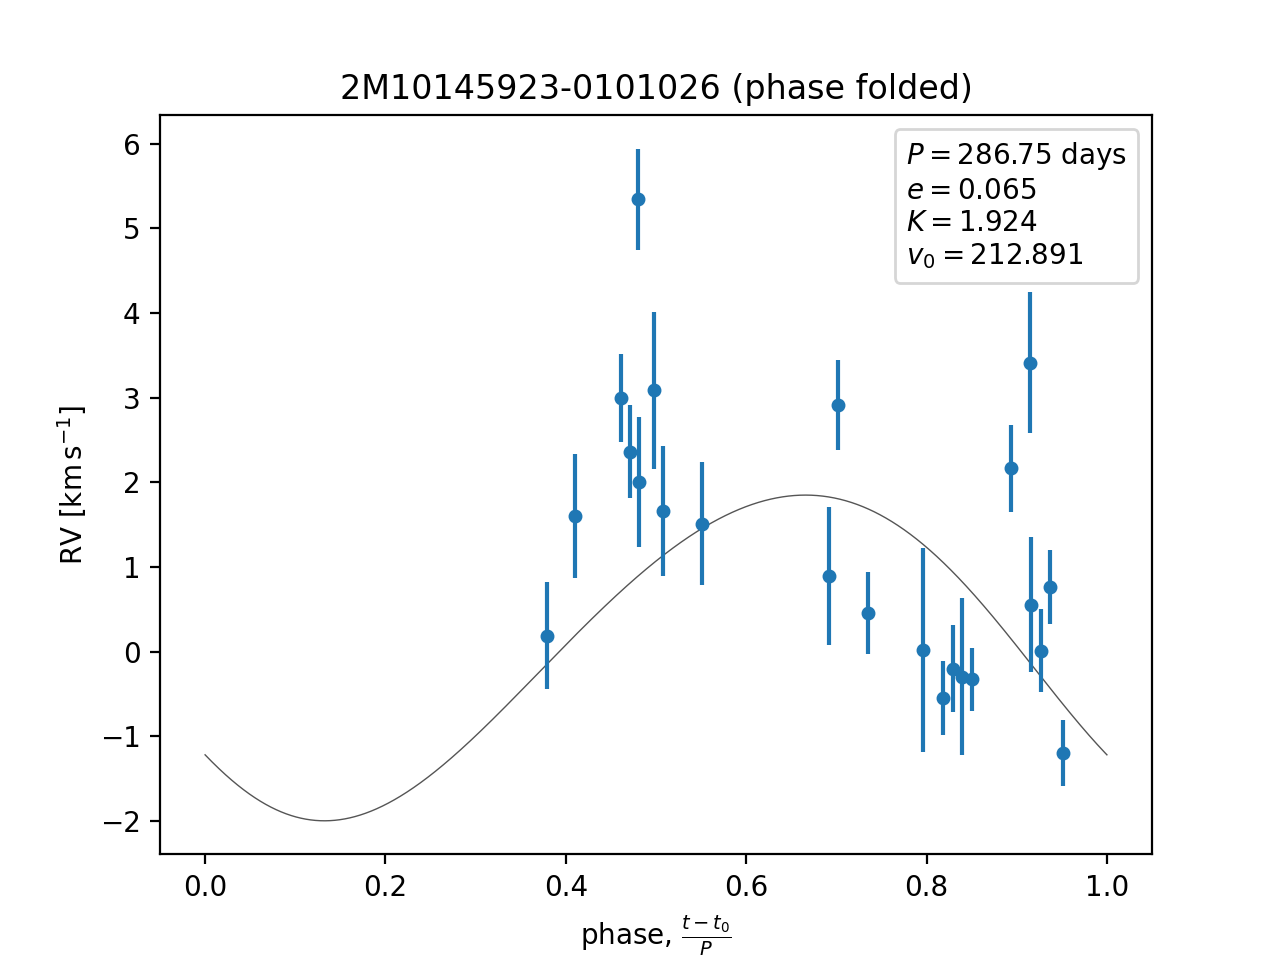 2M10145923-0101026 (phase folded)
P = 286.75 days
e = 0.065
K = 1.924
v₀ = 212.891
RV [km s⁻¹]
6
5
4
3
2
1
0
−1
−2
0.0 0.2 0.4 0.6 0.8 1.0
phase, (t − t₀)/P